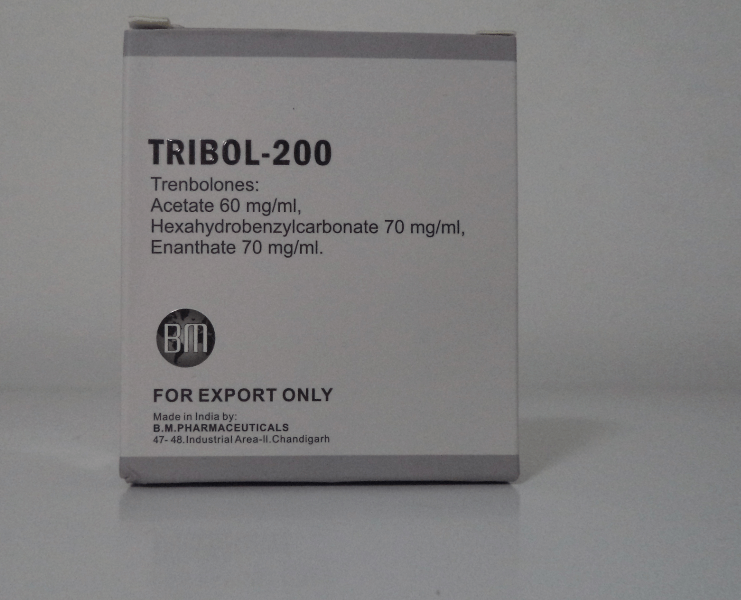 TRIBOL-200
Trenbolones:
Acetate 60 mg/ml,
Hexahydrobenzylcarbonate 70 mg/ml,
Enanthate 70 mg/ml.
BM
FOR EXPORT ONLY
Made in India by:
B.M.PHARMACEUTICALS
47- 48.Industrial Area-II.Chandigarh